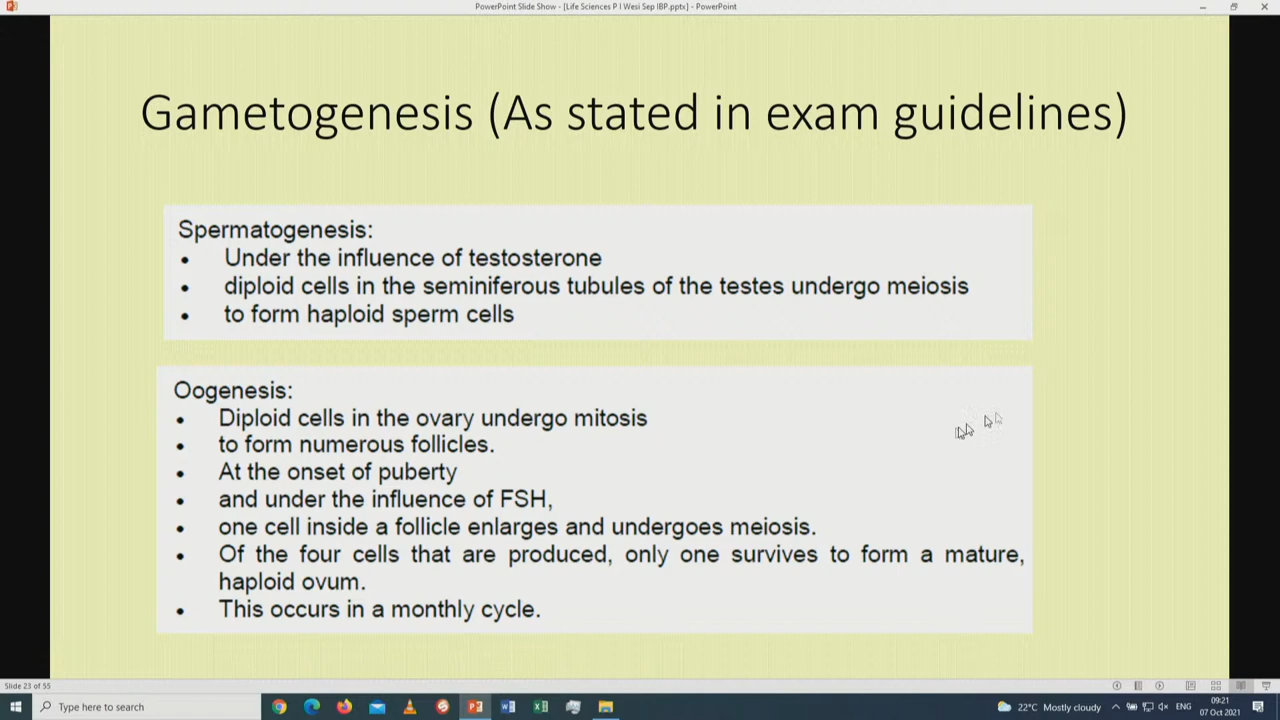 PowerPoint Slide Show - [Life Sciences P I Wesi Sep IBP.pptx] - PowerPoint
Gametogenesis (As stated in exam guidelines)
Spermatogenesis:
• Under the influence of testosterone
• diploid cells in the seminiferous tubules of the testes undergo meiosis
• to form haploid sperm cells
Oogenesis:
• Diploid cells in the ovary undergo mitosis
• to form numerous follicles.
• At the onset of puberty
• and under the influence of FSH,
• one cell inside a follicle enlarges and undergoes meiosis.
• Of the four cells that are produced, only one survives to form a mature,
haploid ovum.
• This occurs in a monthly cycle.
Slide 23 of 55
Type here to search
22°C Mostly cloudy
ENG
09:21
07 Oct 2021